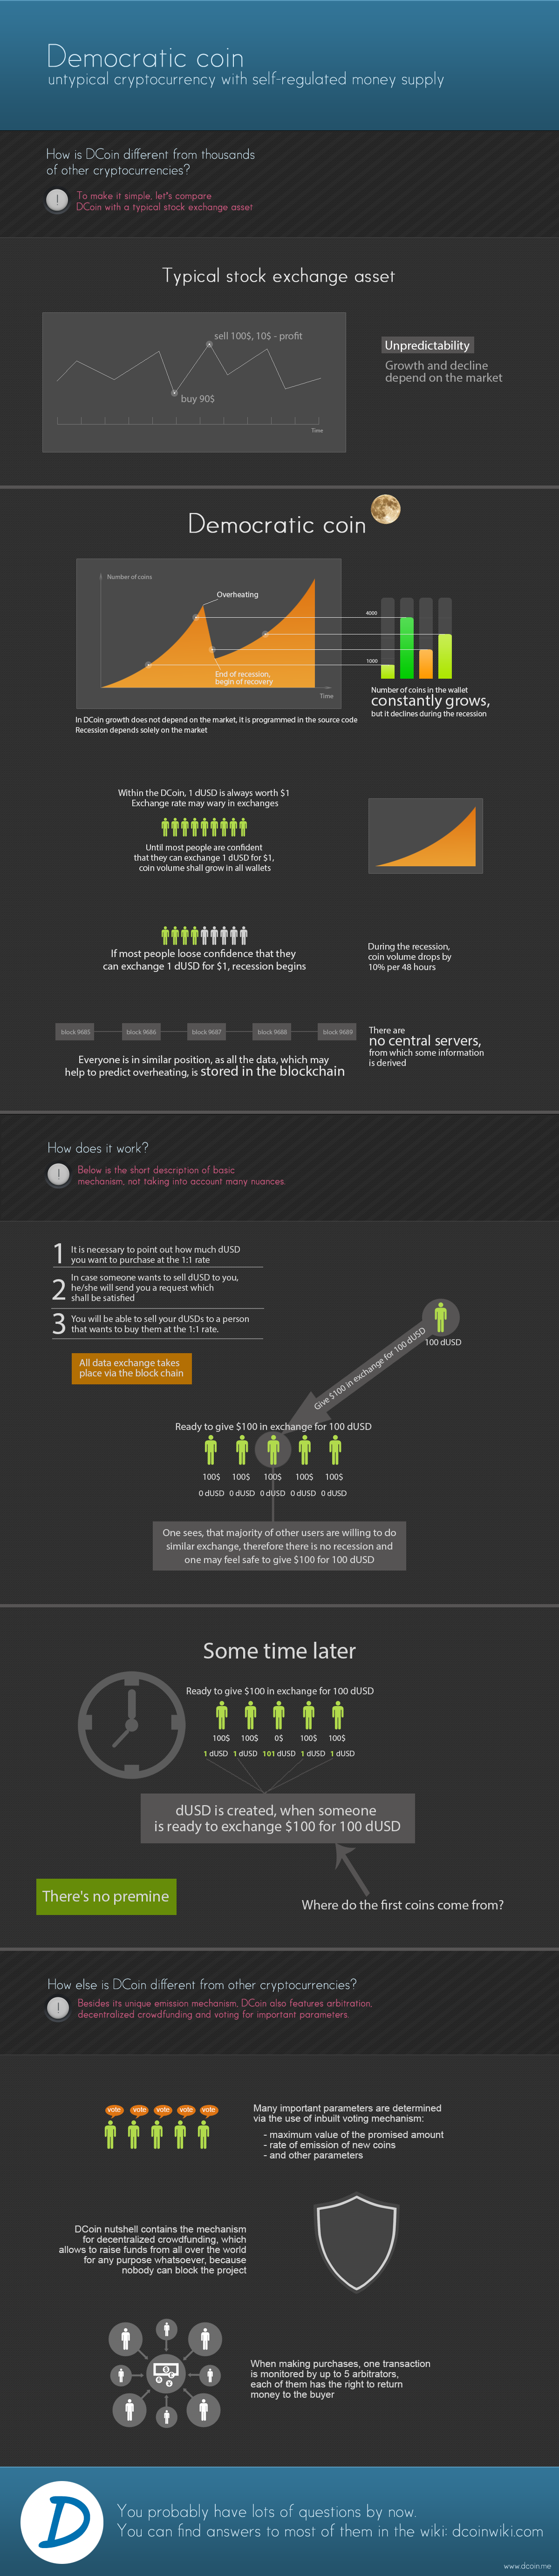 Democratic coin
untypical cryptocurrency with self-regulated money supply
How is DCoin different from thousands
of other cryptocurrencies?
!
To make it simple, let's compare
DCoin with a typical stock exchange asset
Typical stock exchange asset
sell 100$, 10$ - profit
buy 90$
Time
Unpredictability
Growth and decline
depend on the market
Democratic coin
Number of coins
Overheating
End of recession,
begin of recovery
Time
4000
1000
Number of coins in the wallet
constantly grows,
but it declines during the recession
In DCoin growth does not depend on the market, it is programmed in the source code
Recession depends solely on the market
Within the DCoin, 1 dUSD is always worth $1
Exchange rate may wary in exchanges
Until most people are confident
that they can exchange 1 dUSD for $1,
coin volume shall grow in all wallets
If most people loose confidence that they
can exchange 1 dUSD for $1, recession begins
During the recession,
coin volume drops by
10% per 48 hours
block 9685
block 9686
block 9687
block 9688
block 9689
Everyone is in similar position, as all the data, which may
help to predict overheating, is stored in the blockchain
There are
no central servers,
from which some information
is derived
How does it work?
!
Below is the short description of basic
mechanism, not taking into account many nuances.
1 It is necessary to point out how much dUSD
you want to purchase at the 1:1 rate
2 In case someone wants to sell dUSD to you,
he/she will send you a request which
shall be satisfied
3 You will be able to sell your dUSDs to a person
that wants to buy them at the 1:1 rate.
All data exchange takes
place via the block chain
100 dUSD
Give $100 in exchange for 100 dUSD
Ready to give $100 in exchange for 100 dUSD
100$ 100$ 100$ 100$ 100$
0 dUSD 0 dUSD 0 dUSD 0 dUSD 0 dUSD
One sees, that majority of other users are willing to do
similar exchange, therefore there is no recession and
one may feel safe to give $100 for 100 dUSD
Some time later
Ready to give $100 in exchange for 100 dUSD
100$ 100$ 0$ 100$ 100$
1 dUSD 1 dUSD 101 dUSD 1 dUSD 1 dUSD
dUSD is created, when someone
is ready to exchange $100 for 100 dUSD
There's no premine
Where do the first coins come from?
How else is DCoin different from other cryptocurrencies?
!
Besides its unique emission mechanism, DCoin also features arbitration,
decentralized crowdfunding and voting for important parameters.
vote vote vote vote vote
Many important parameters are determined
via the use of inbuilt voting mechanism:
- maximum value of the promised amount
- rate of emission of new coins
- and other parameters
DCoin nutshell contains the mechanism
for decentralized crowdfunding, which
allows to raise funds from all over the world
for any purpose whatsoever, because
nobody can block the project
When making purchases, one transaction
is monitored by up to 5 arbitrators,
each of them has the right to return
money to the buyer
D
You probably have lots of questions by now.
You can find answers to most of them in the wiki: dcoinwiki.com
www.dcoin.me